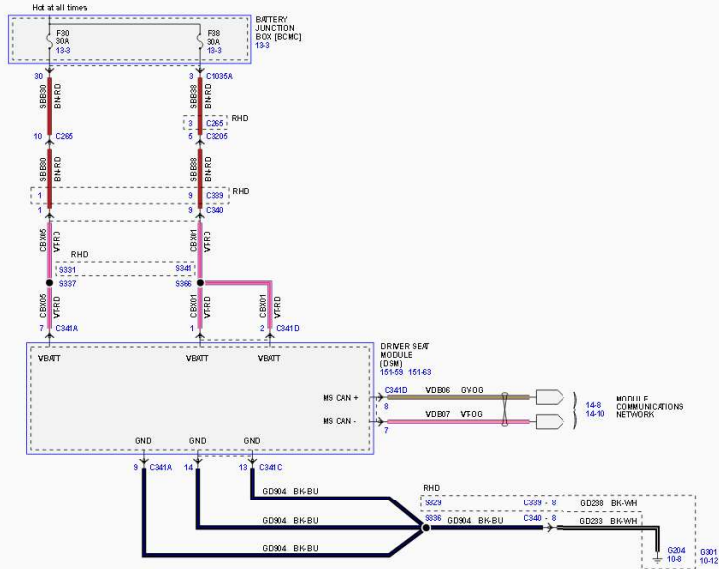 Hot at all times
F30
30A
13-3
F38
30A
13-3
BATTERY
JUNCTION
BOX [BCMC]
13-3
30
3 C1035A
SBB30
BN-RD
SBB38
BN-RD
3 C265
RHD
10 C265
5 C3205
SBB30
BN-RD
SBB38
BN-RD
1
9 C339
RHD
1
9 C340
CBX05
VT-RD
CBX01
VT-RD
RHD
S331
S341
S337
S366
CBX05
VT-RD
CBX01
VT-RD
CBX01
VT-RD
7 C341A
1
2 C341D
VBATT
VBATT
VBATT
DRIVER SEAT
MODULE
(DSM)
151-59 151-63
MS CAN +
C341D
8
VDB06 GY-OG
MS CAN -
7
VDB07 VT-OG
14-8
14-10
MODULE
COMMUNICATIONS
NETWORK
GND
GND
GND
9 C341A
14
13 C341C
GD904 BK-BU
GD904 BK-BU
GD904 BK-BU
RHD
S329
C339 - 8
GD238 BK-WH
S336
GD904 BK-BU
C340 - 8
GD233 BK-WH
G204
10-8
G301
10-12